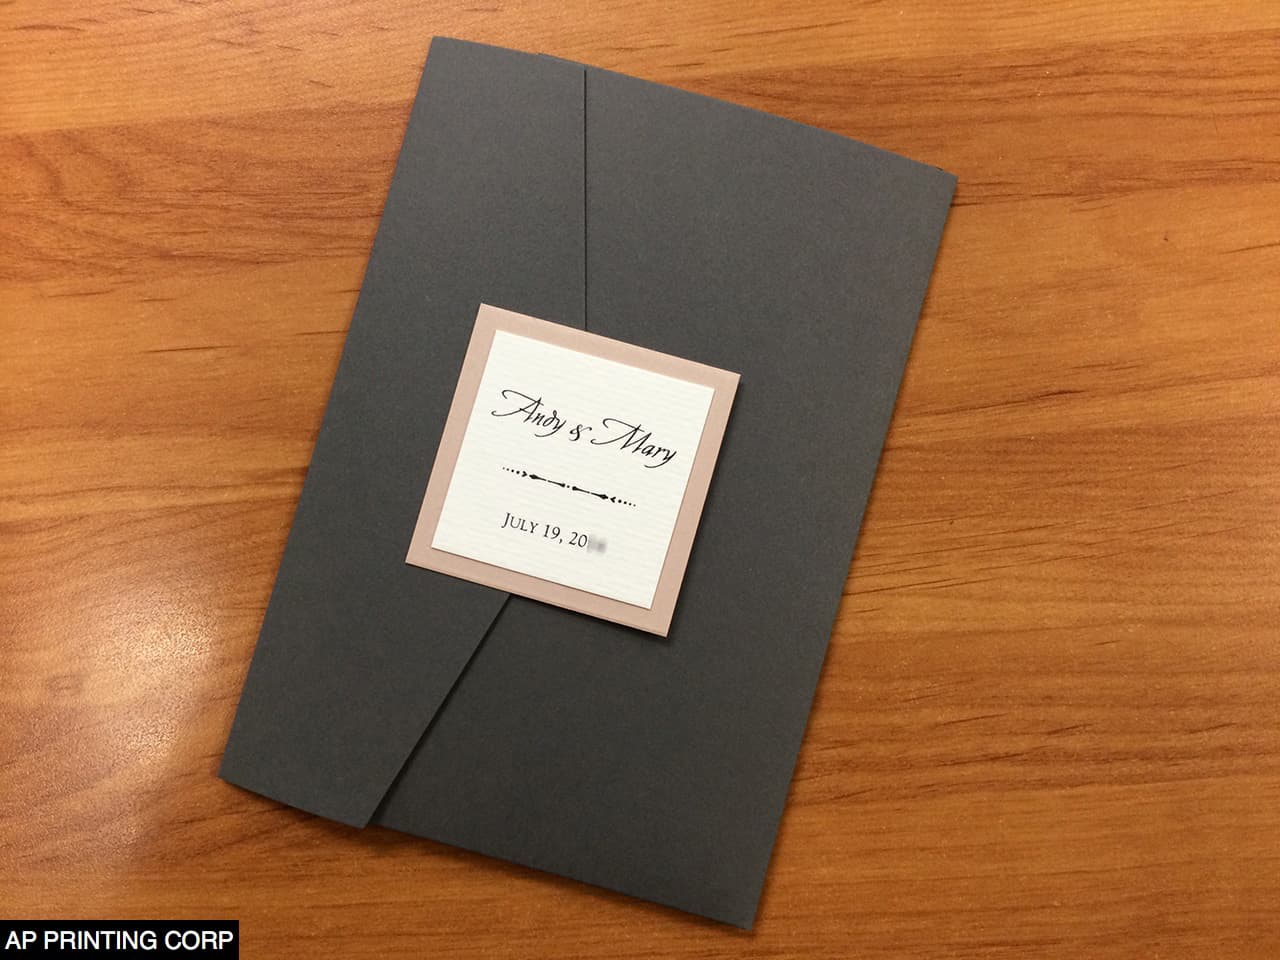 Andy & Mary
JULY 19, 20
AP PRINTING CORP